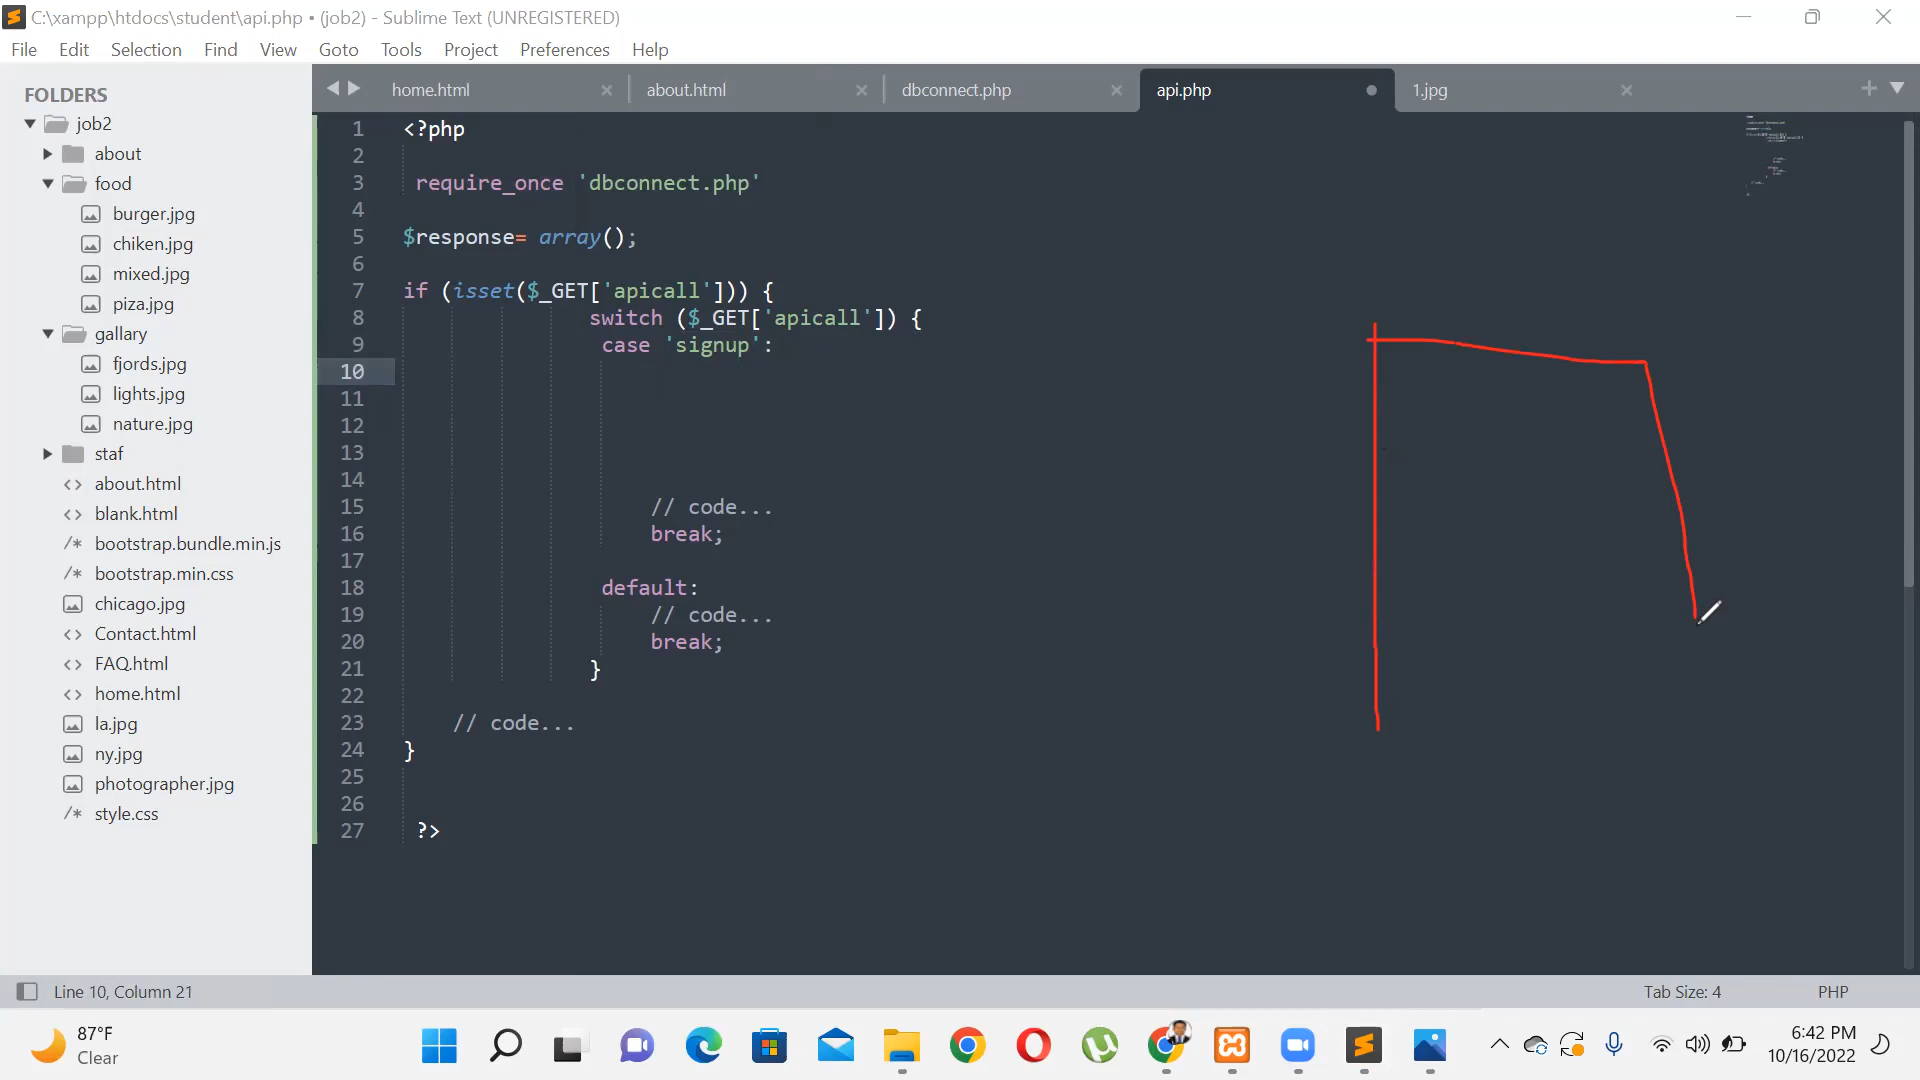 C:\xampp\htdocs\student\api.php • (job2) - Sublime Text (UNREGISTERED)
File Edit Selection Find View Goto Tools Project Preferences Help
FOLDERS
job2
about
food
burger.jpg
chiken.jpg
mixed.jpg
piza.jpg
gallary
fjords.jpg
lights.jpg
nature.jpg
staf
about.html
blank.html
bootstrap.bundle.min.js
bootstrap.min.css
chicago.jpg
Contact.html
FAQ.html
home.html
la.jpg
ny.jpg
photographer.jpg
style.css
home.html about.html dbconnect.php api.php 1.jpg
1 <?php
2
3 require_once 'dbconnect.php'
4
5 $response= array();
6
7 if (isset($_GET['apicall'])) {
8 switch ($_GET['apicall']) {
9 case 'signup':
10
11
12
13
14
15 // code...
16 break;
17
18 default:
19 // code...
20 break;
21 }
22
23 // code...
24 }
25
26
27 ?>
Line 10, Column 21 Tab Size: 4 PHP
87°F
Clear
6:42 PM
10/16/2022